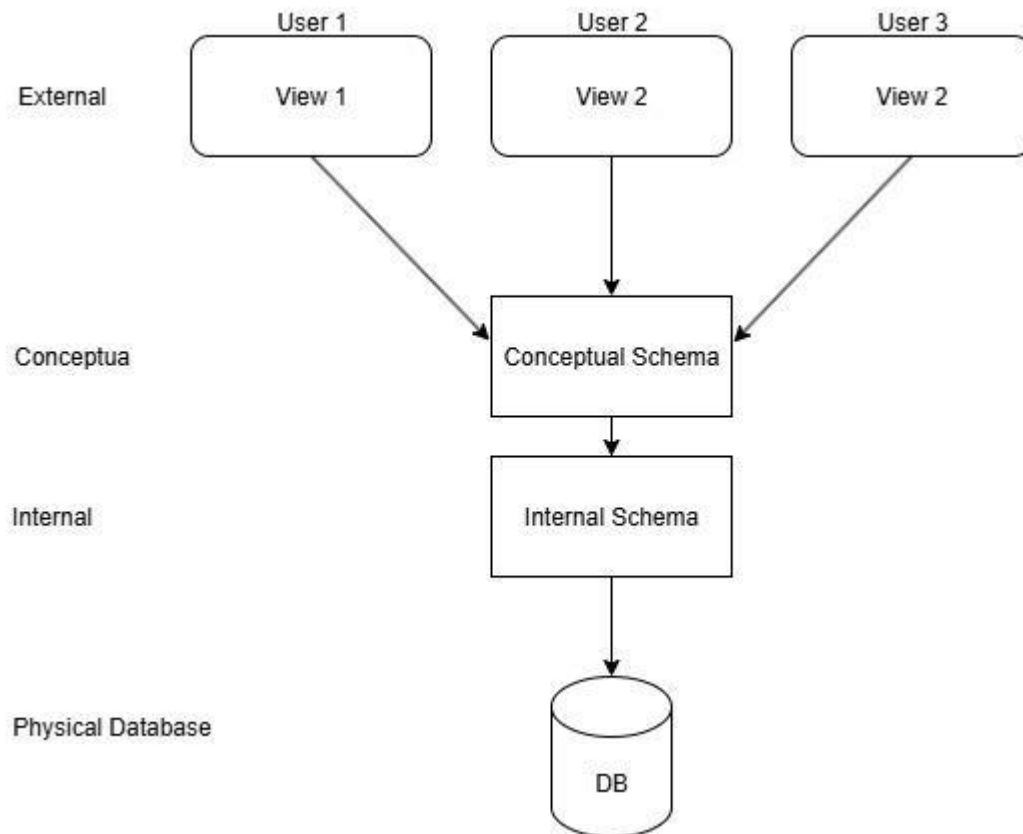 User 1
User 2
User 3
External
View 1
View 2
View 2
Conceptua
Conceptual Schema
Internal
Internal Schema
Physical Database
DB